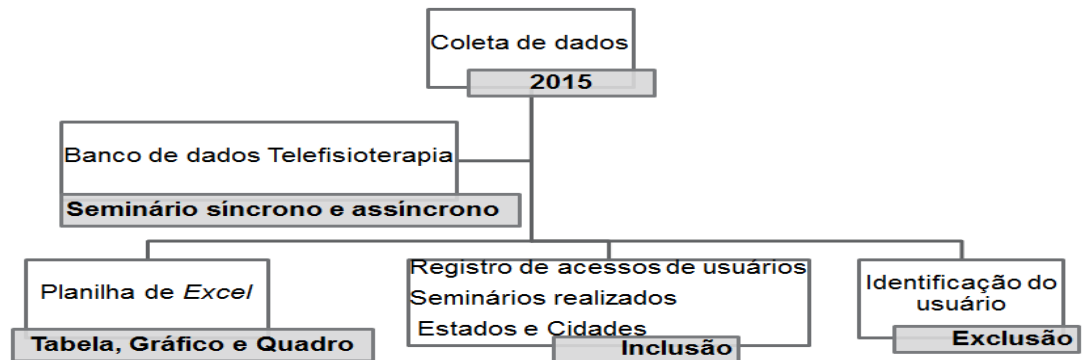 Coleta de dados
2015
Banco de dados Telefisioterapia
Seminário síncrono e assíncrono
Planilha de Excel
Tabela, Gráfico e Quadro
Registro de acessos de usuários
Seminários realizados
Estados e Cidades
Inclusão
Identificação do
usuário
Exclusão